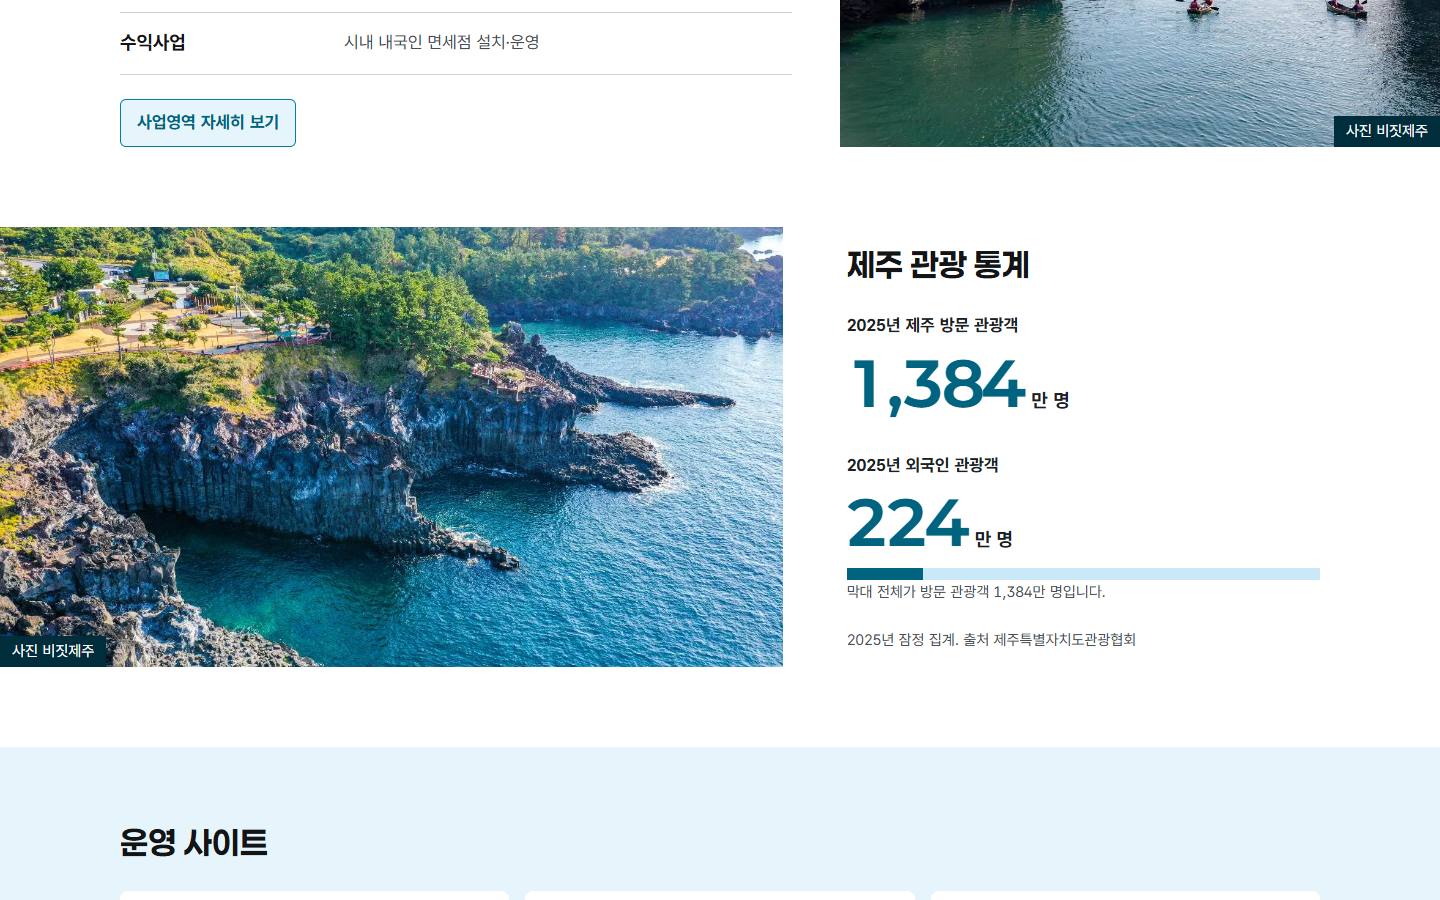 수익사업
시내 내국인 면세점 설치·운영
사업영역 자세히 보기
사진 비짓제주
사진 비짓제주
제주 관광 통계
2025년 제주 방문 관광객
1,384만 명
2025년 외국인 관광객
224만 명
막대 전체가 방문 관광객 1,384만 명입니다.
2025년 잠정 집계. 출처 제주특별자치도관광협회
운영 사이트